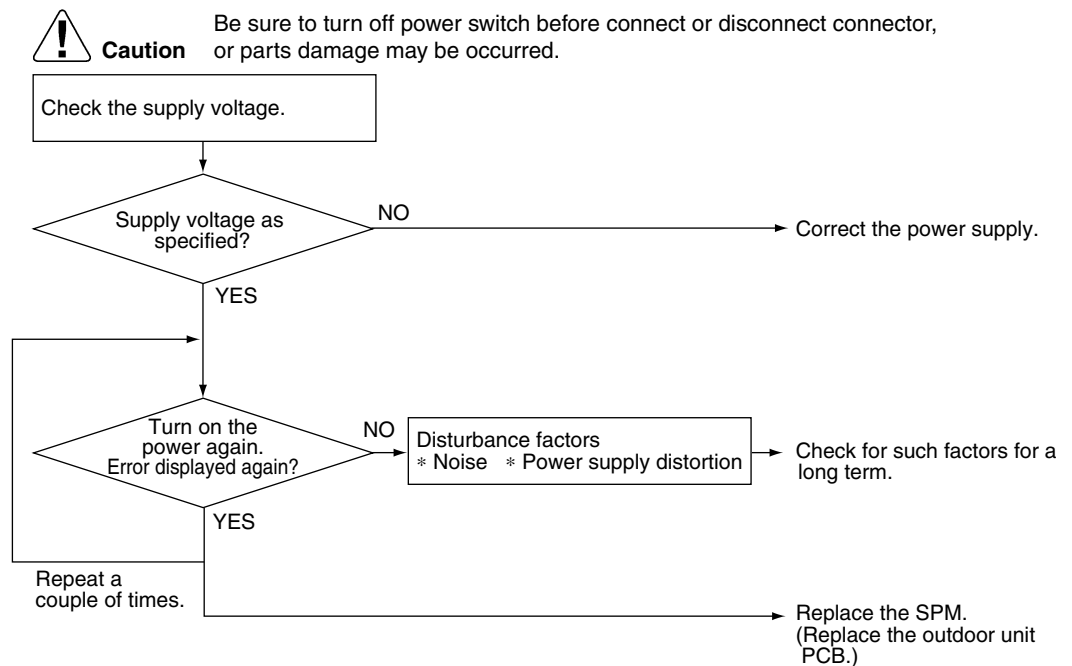 Be sure to turn off power switch before connect or disconnect connector,
Caution or parts damage may be occurred.
Check the supply voltage.
Supply voltage as
specified?
NO
Correct the power supply.
YES
Turn on the
power again.
Error displayed again?
NO
Disturbance factors
* Noise * Power supply distortion
Check for such factors for a
long term.
YES
Repeat a
couple of times.
Replace the SPM.
(Replace the outdoor unit
PCB.)